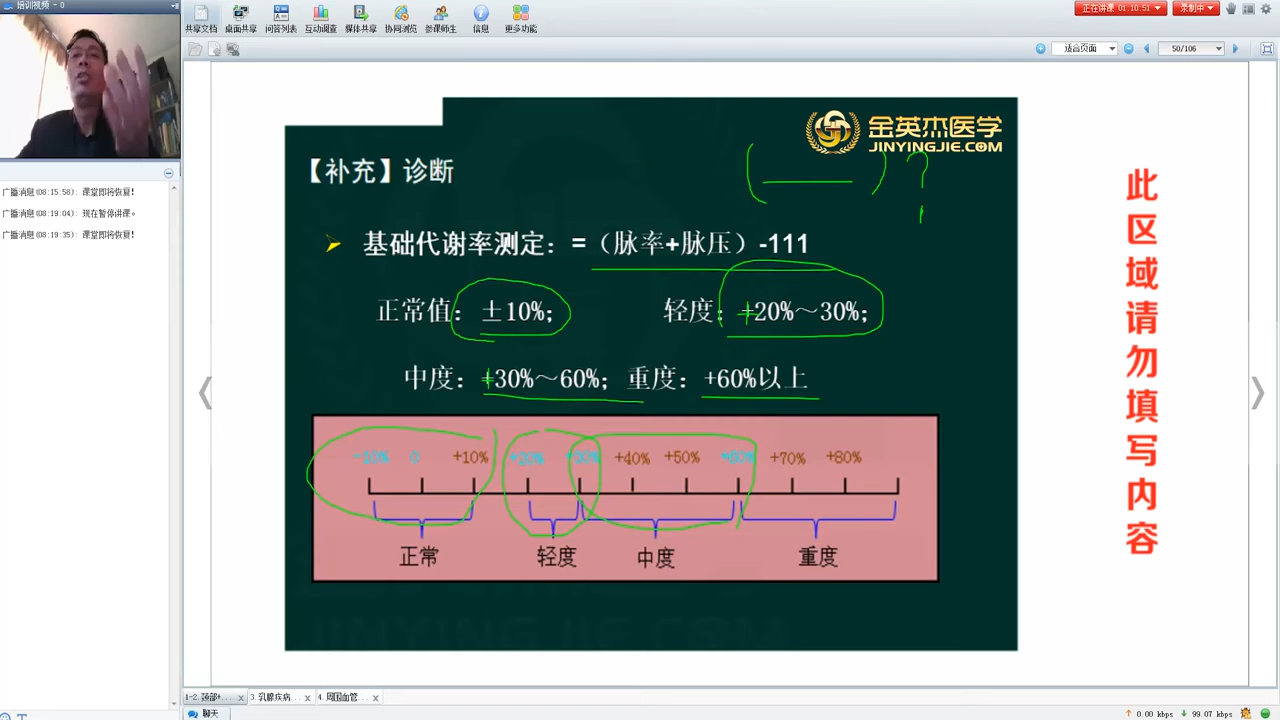 培训视频 - 0
共享文档 桌面共享 问答列表 互动调查 媒体共享 协同浏览 参课师生 信息 更多功能
正在讲课 01:10:51 录制中
适合页面 50/106
广播消息(08:15:58): 课堂即将恢复!
广播消息(08:19:04): 现在暂停讲课。
广播消息(08:19:35): 课堂即将恢复!
金英杰医学
JINYINGJIE.COM
【补充】诊断
( ) ?
基础代谢率测定:=(脉率+脉压)-111
正常值:±10%; 轻度:+20%~30%;
中度:+30%~60%;重度:+60%以上
-10% 0 +10% +20% +30% +40% +50% +60% +70% +80%
正常 轻度 中度 重度
JINYINGJIE.COM
此区域请勿填写内容
1-2.颈部+... 3.乳腺疾病... 4.周围血管...
聊天
0.00 kbps 99.07 kbps